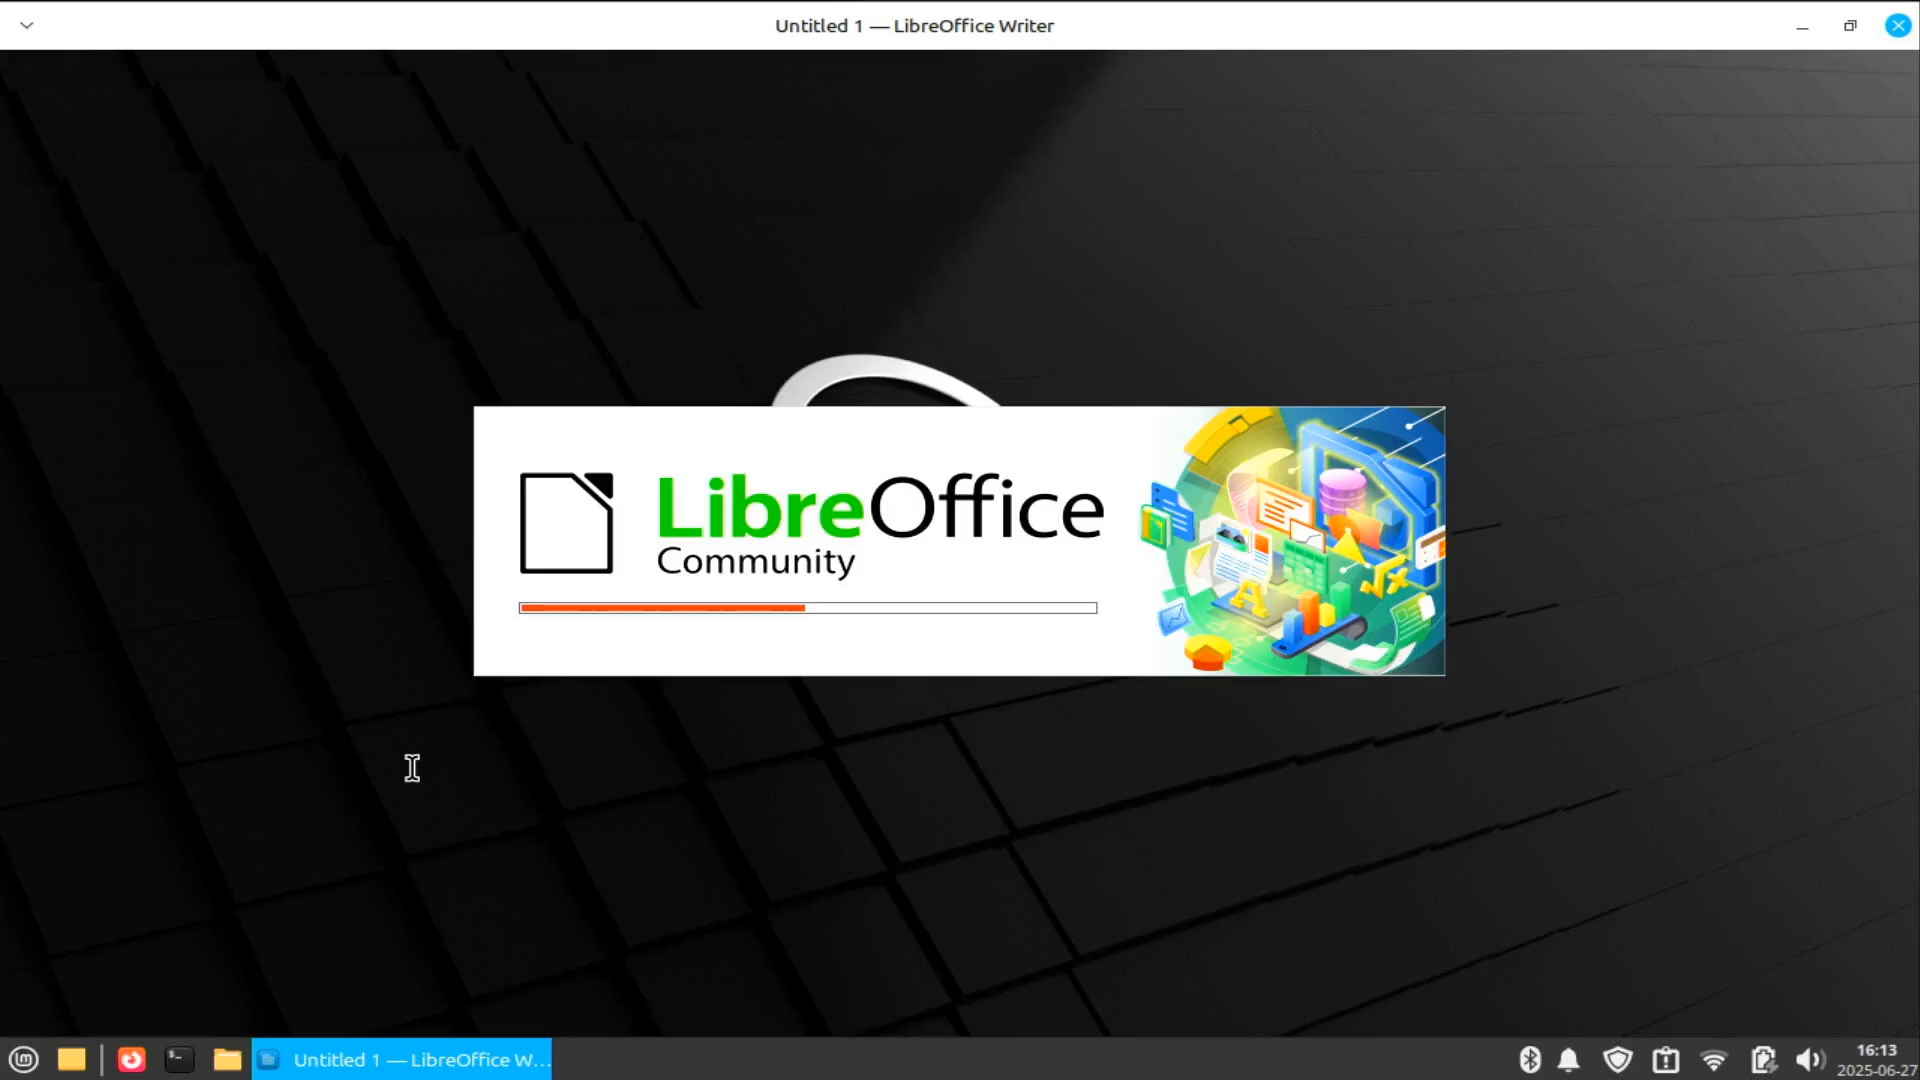 Untitled 1 — LibreOffice Writer
LibreOffice
Community
Untitled 1 — LibreOffice W...
16:13
2025-06-27